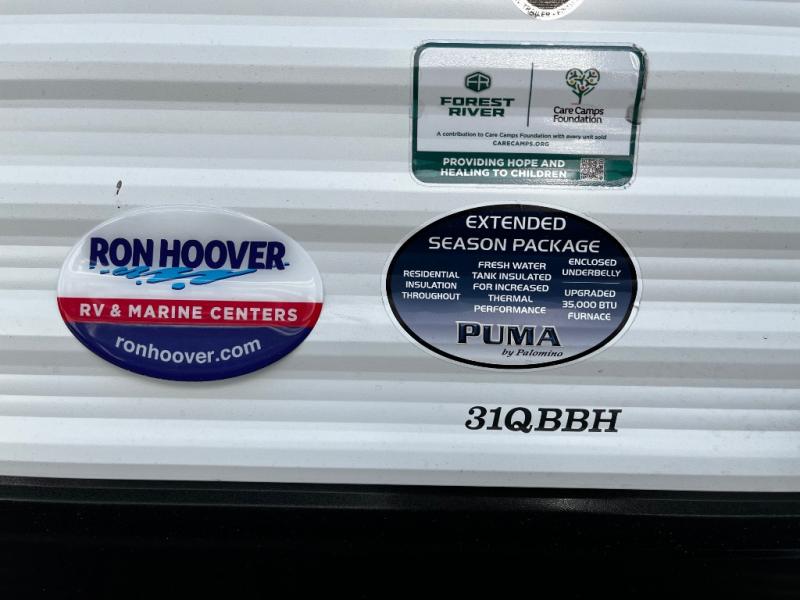 TRAILER
FOREST
RIVER
Care Camps
Foundation
A contribution to Care Camps Foundation with every unit sold
CARECAMPS.ORG
PROVIDING HOPE AND
HEALING TO CHILDREN
RON HOOVER
RV & MARINE CENTERS
ronhoover.com
EXTENDED
SEASON PACKAGE
RESIDENTIAL
INSULATION
THROUGHOUT
FRESH WATER
TANK INSULATED
FOR INCREASED
THERMAL
PERFORMANCE
ENCLOSED
UNDERBELLY
UPGRADED
35,000 BTU
FURNACE
PUMA
by Palomino
31QBBH